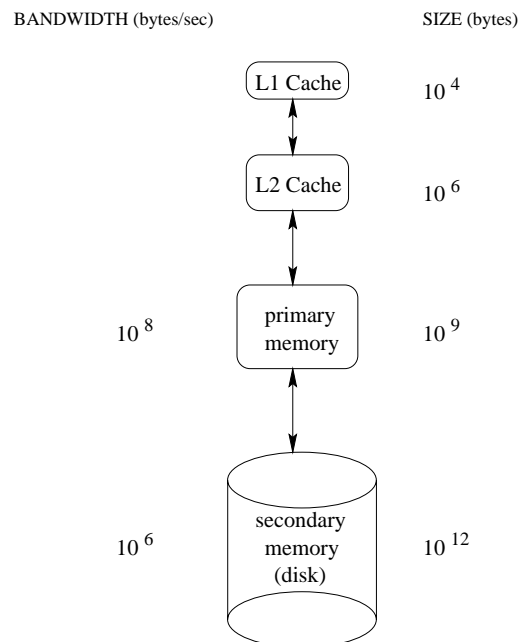 BANDWIDTH (bytes/sec) SIZE (bytes)
L1 Cache 10^4
L2 Cache 10^6
primary
10^8 memory 10^9
secondary
10^6 memory 10^12
(disk)